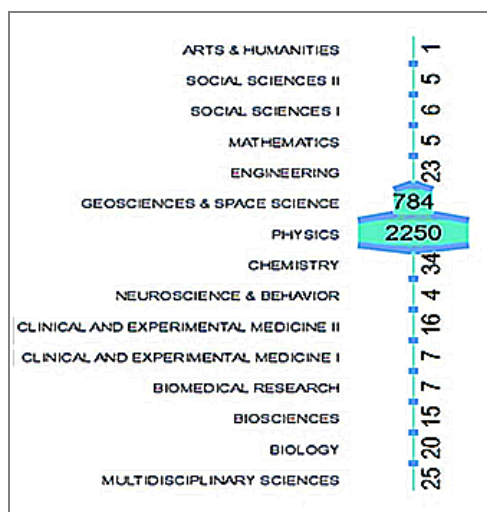 ARTS & HUMANITIES 1
SOCIAL SCIENCES II 5
SOCIAL SCIENCES I 6
MATHEMATICS 5
ENGINEERING 23
GEOSCIENCES & SPACE SCIENCE 784
PHYSICS 2250
CHEMISTRY 34
NEUROSCIENCE & BEHAVIOR 4
CLINICAL AND EXPERIMENTAL MEDICINE II 16
CLINICAL AND EXPERIMENTAL MEDICINE I 7
BIOMEDICAL RESEARCH 7
BIOSCIENCES 15
BIOLOGY 20
MULTIDISCIPLINARY SCIENCES 25